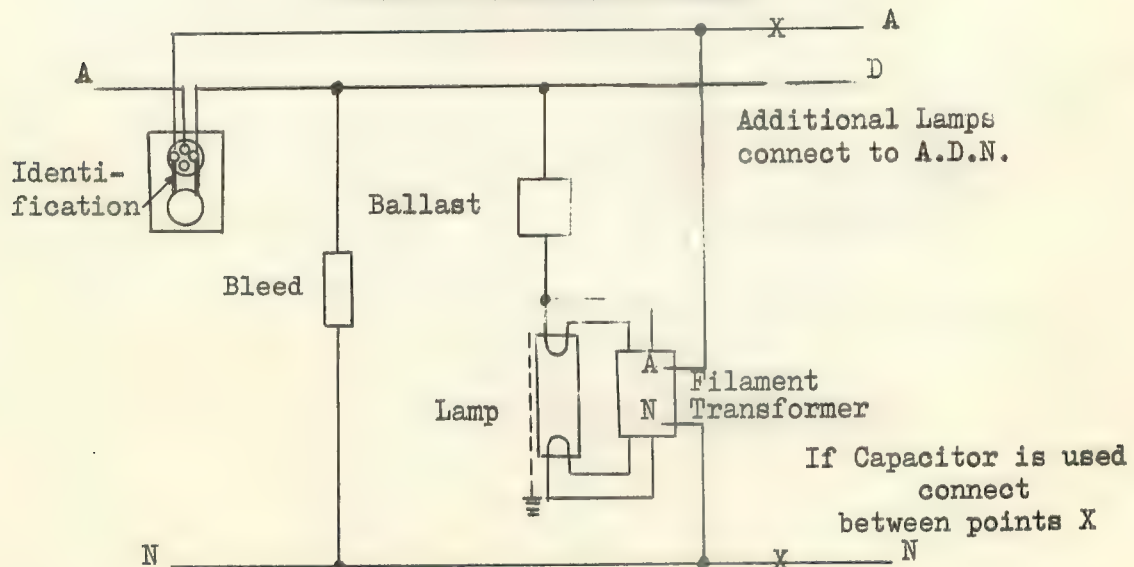 X A
A
D
Additional Lamps
connect to A.D.N.
Identi-
fication
Ballast
Bleed
A
Filament
Lamp
N
Transformer
If Capacitor is used
connect
between points X
N
X N